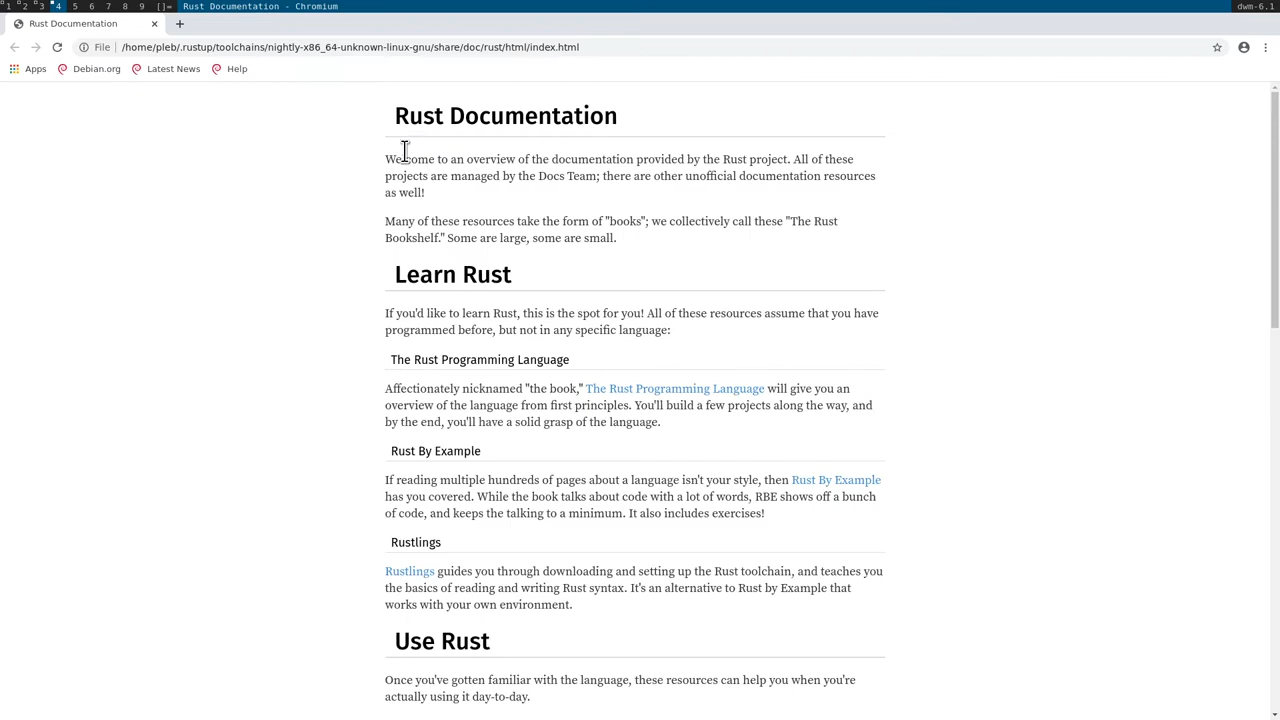 1 2 3 4 5 6 7 8 9 []= Rust Documentation - Chromium dwm-6.1
Rust Documentation
File /home/pleb/.rustup/toolchains/nightly-x86_64-unknown-linux-gnu/share/doc/rust/html/index.html
Apps Debian.org Latest News Help
Rust Documentation
Welcome to an overview of the documentation provided by the Rust project. All of these
projects are managed by the Docs Team; there are other unofficial documentation resources
as well!
Many of these resources take the form of "books"; we collectively call these "The Rust
Bookshelf." Some are large, some are small.
Learn Rust
If you'd like to learn Rust, this is the spot for you! All of these resources assume that you have
programmed before, but not in any specific language:
The Rust Programming Language
Affectionately nicknamed "the book," The Rust Programming Language will give you an
overview of the language from first principles. You'll build a few projects along the way, and
by the end, you'll have a solid grasp of the language.
Rust By Example
If reading multiple hundreds of pages about a language isn't your style, then Rust By Example
has you covered. While the book talks about code with a lot of words, RBE shows off a bunch
of code, and keeps the talking to a minimum. It also includes exercises!
Rustlings
Rustlings guides you through downloading and setting up the Rust toolchain, and teaches you
the basics of reading and writing Rust syntax. It's an alternative to Rust by Example that
works with your own environment.
Use Rust
Once you've gotten familiar with the language, these resources can help you when you're
actually using it day-to-day.